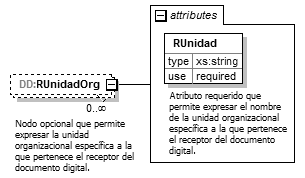 attributes
RUnidad
type xs:string
use required
Atributo requerido que
permite expresar el nombre
de la unidad organizacional
específica a la que pertenece
el receptor del documento
digital.
DD:RUnidadOrg
0..∞
Nodo opcional que permite
expresar la unidad
organizacional específica a la
que pertenece el receptor del
documento digital.